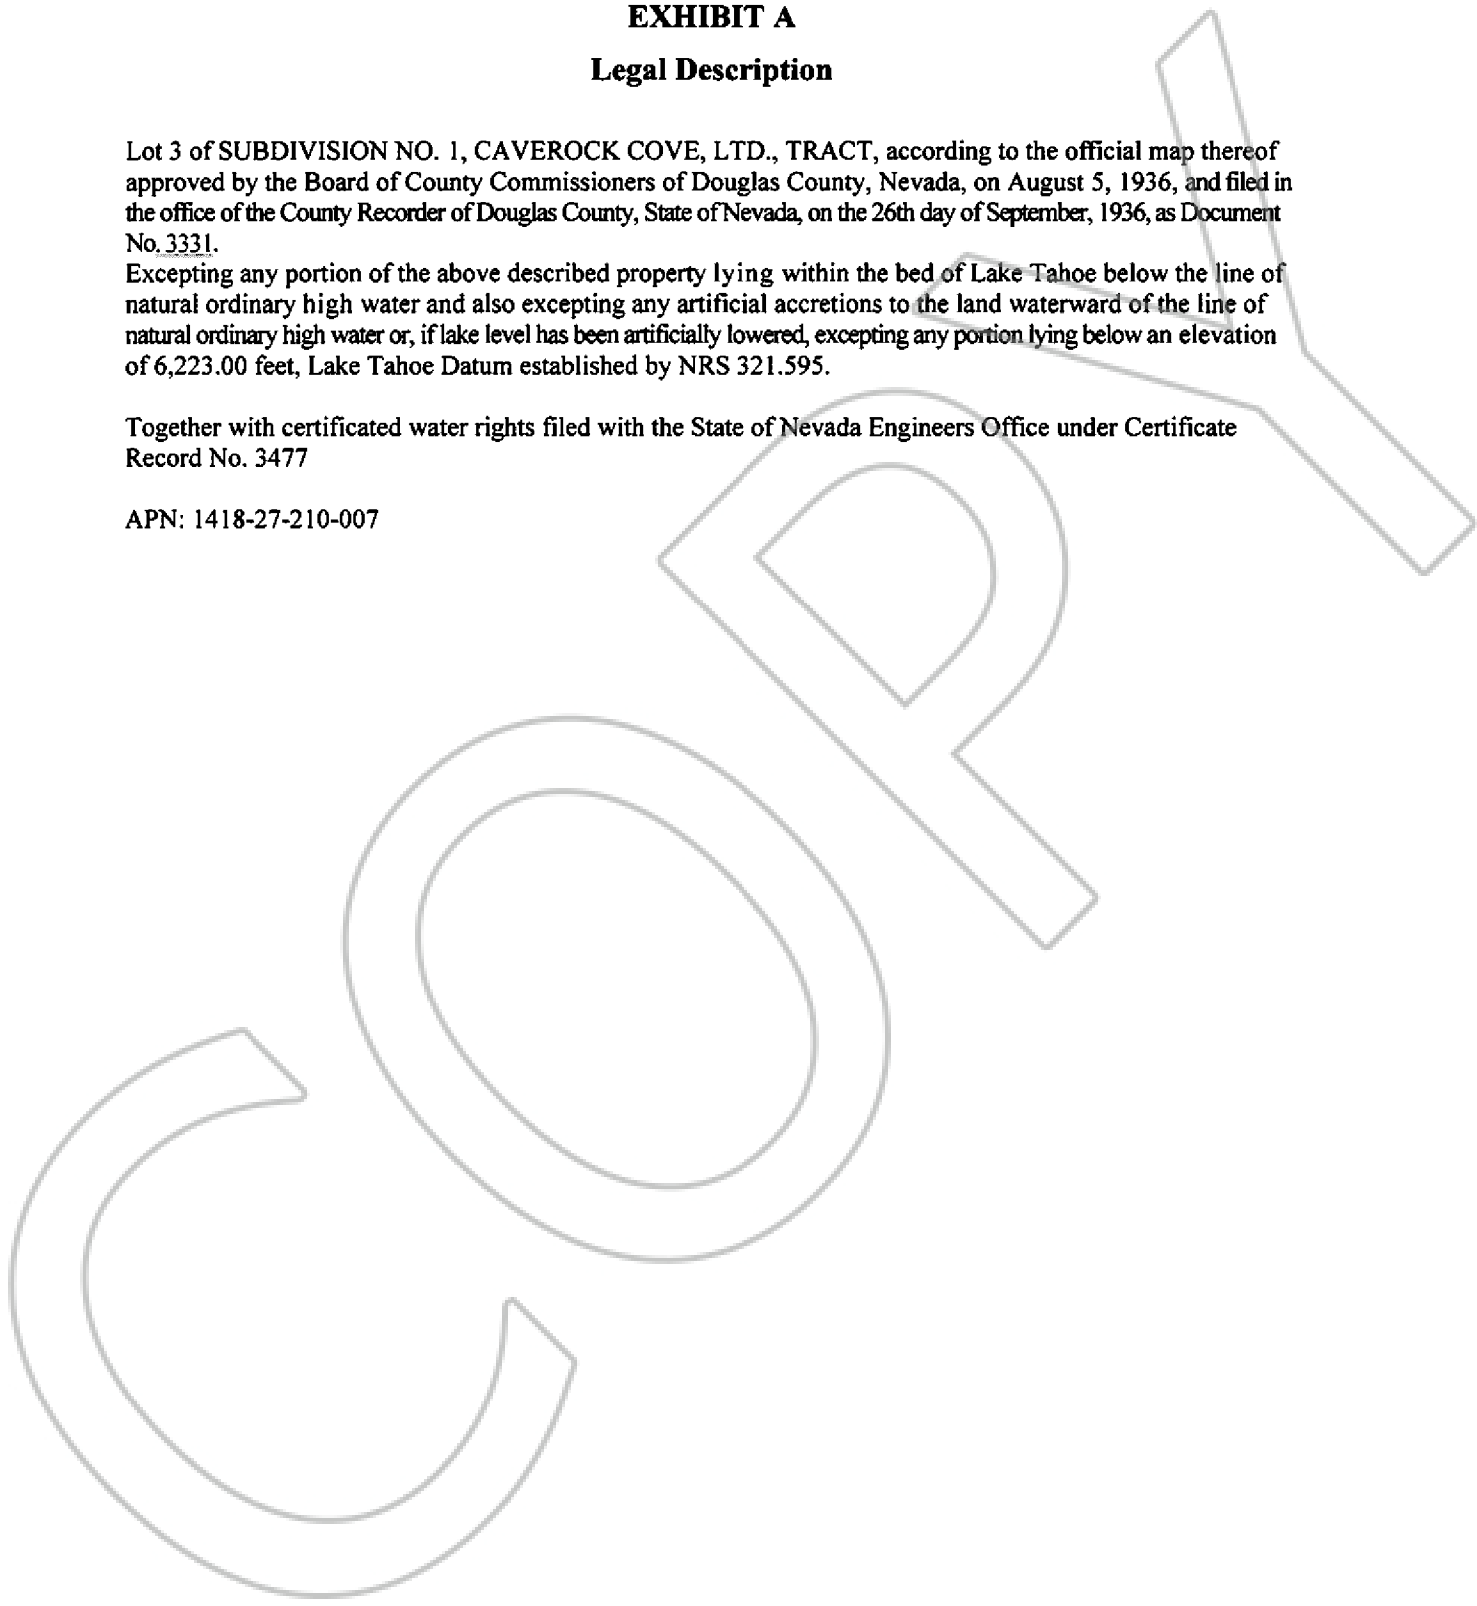 EXHIBIT A
Legal Description
Lot 3 of SUBDIVISION NO. 1, CAVEROCK COVE, LTD., TRACT, according to the official map thereof
approved by the Board of County Commissioners of Douglas County, Nevada, on August 5, 1936, and filed in
the office of the County Recorder of Douglas County, State of Nevada, on the 26th day of September, 1936, as Document
No. 3331.
Excepting any portion of the above described property lying within the bed of Lake Tahoe below the line of
natural ordinary high water and also excepting any artificial accretions to the land waterward of the line of
natural ordinary high water or, if lake level has been artificially lowered, excepting any portion lying below an elevation
of 6,223.00 feet, Lake Tahoe Datum established by NRS 321.595.
Together with certificated water rights filed with the State of Nevada Engineers Office under Certificate
Record No. 3477
APN: 1418-27-210-007
COPY